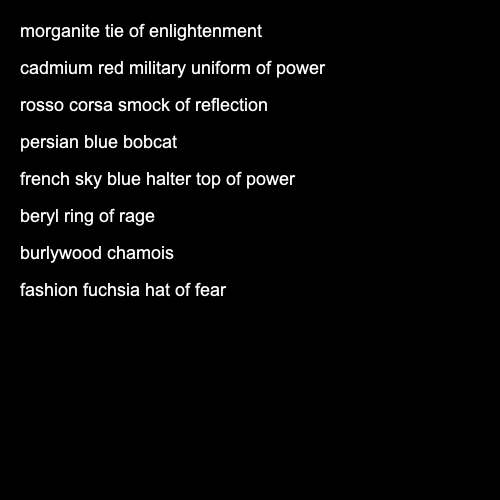 morganite tie of enlightenment
cadmium red military uniform of power
rosso corsa smock of reflection
persian blue bobcat
french sky blue halter top of power
beryl ring of rage
burlywood chamois
fashion fuchsia hat of fear